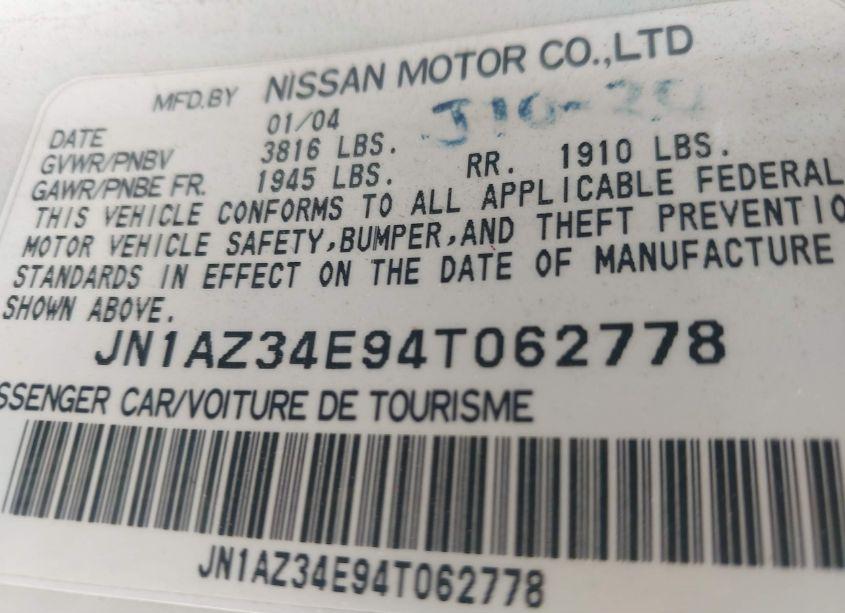 MFD.BY NISSAN MOTOR CO.,LTD
DATE 01/04
GVWR/PNBV 3816 LBS.
GAWR/PNBE FR. 1945 LBS. RR. 1910 LBS.
THIS VEHICLE CONFORMS TO ALL APPLICABLE FEDERAL
MOTOR VEHICLE SAFETY,BUMPER,AND THEFT PREVENTIO
STANDARDS IN EFFECT ON THE DATE OF MANUFACTURE
SHOWN ABOVE.
JN1AZ34E94T062778
SSENGER CAR/VOITURE DE TOURISME
JN1AZ34E94T062778